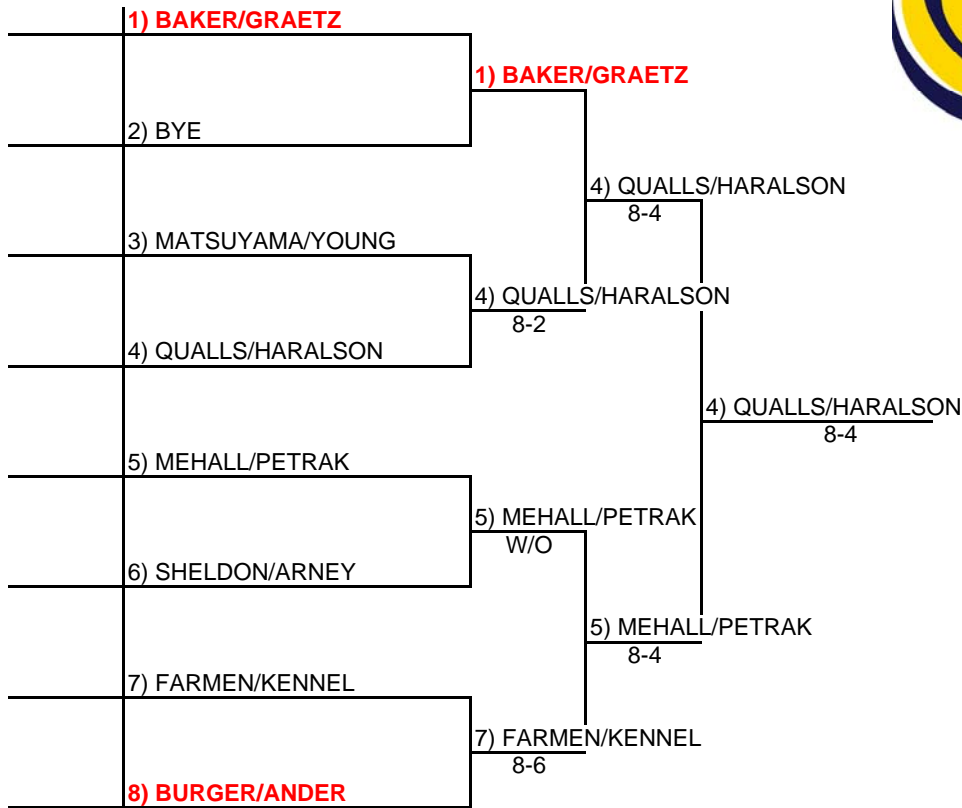 1) BAKER/GRAETZ
1) BAKER/GRAETZ
2) BYE
4) QUALLS/HARALSON
8-4
3) MATSUYAMA/YOUNG
4) QUALLS/HARALSON
8-2
4) QUALLS/HARALSON
4) QUALLS/HARALSON
8-4
5) MEHALL/PETRAK
5) MEHALL/PETRAK
W/O
6) SHELDON/ARNEY
5) MEHALL/PETRAK
8-4
7) FARMEN/KENNEL
7) FARMEN/KENNEL
8-6
8) BURGER/ANDER